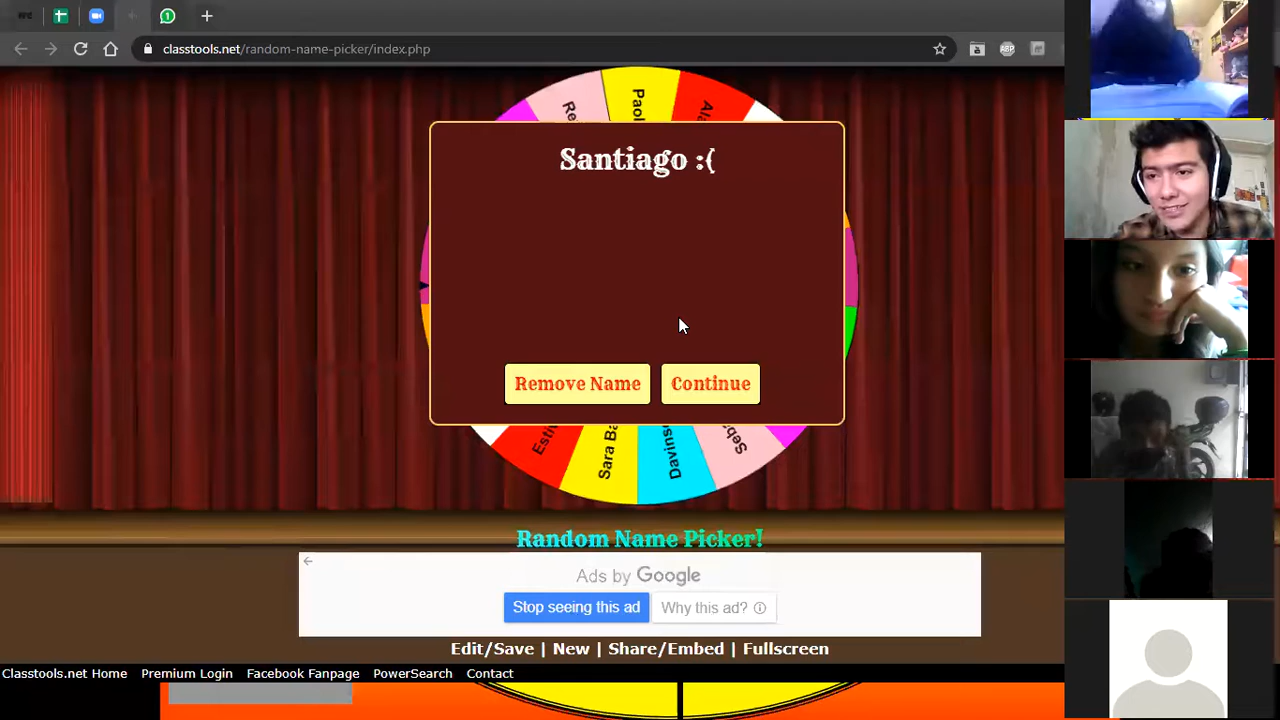 classtools.net/random-name-picker/index.php
ABP
Paol
Santiago :{
Remove Name
Continue
Sara Ba
Davins
Random Name Picker!
Ads by Google
Stop seeing this ad
Why this ad?
Edit/Save | New | Share/Embed | Fullscreen
Classtools.net Home
Premium Login
Facebook Fanpage
PowerSearch
Contact